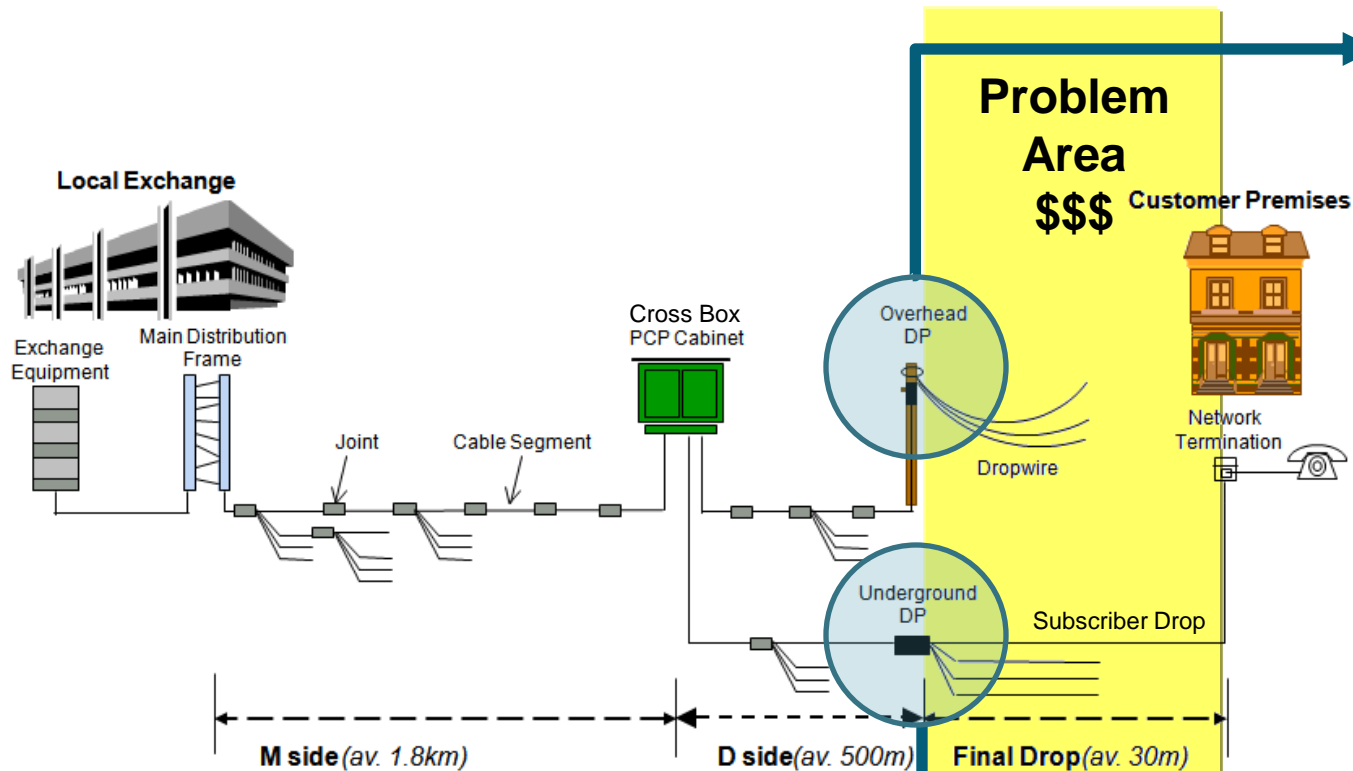 Problem
Area
$$$
Local Exchange
Customer Premises
Exchange
Equipment
Main Distribution
Frame
Cross Box
PCP Cabinet
Overhead
DP
Joint
Cable Segment
Dropwire
Network
Termination
Underground
DP
Subscriber Drop
M side(av. 1.8km)
D side(av. 500m)
Final Drop(av. 30m)